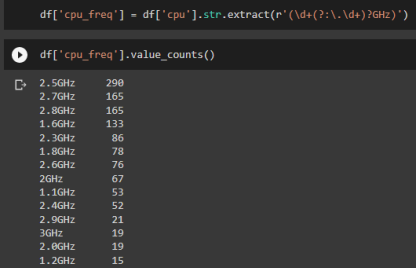 df['cpu_freq'] = df['cpu'].str.extract(r'(\d+(?:\.\d+)?GHz)')
df['cpu_freq'].value_counts()
2.5GHz 290
2.7GHz 165
2.8GHz 165
1.6GHz 133
2.3GHz 86
1.8GHz 78
2.6GHz 76
2GHz 67
1.1GHz 53
2.4GHz 52
2.9GHz 21
3GHz 19
2.0GHz 19
1.2GHz 15